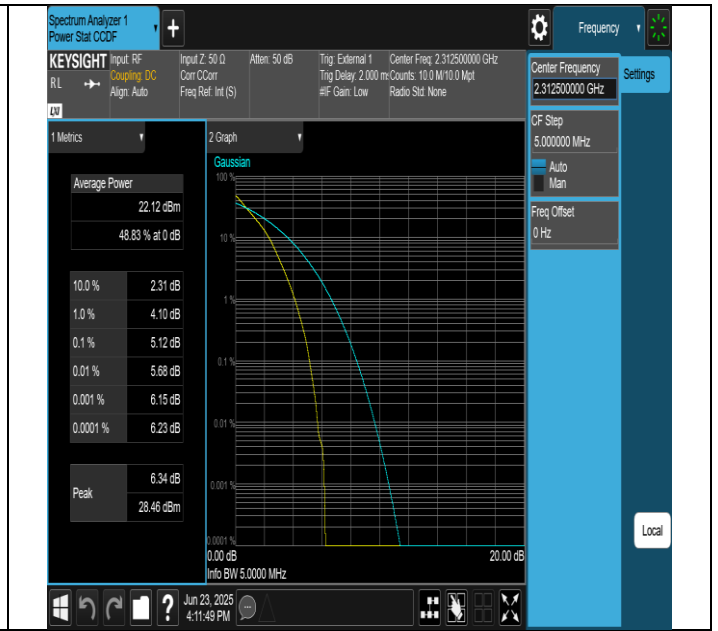 Spectrum Analyzer 1
Power Stat CCDF
+
Frequency
KEYSIGHT
RL
LXI
Input: RF
Coupling: DC
Align: Auto
Input Z: 50 Ω
Corr CCorr
Freq Ref: Int (S)
Atten: 50 dB
Trig: External 1
Trig Delay: 2.000 ms
#IF Gain: Low
Center Freq: 2.312500000 GHz
Counts: 10.0 M/10.0 Mpt
Radio Std: None
Center Frequency
2.312500000 GHz
Settings
CF Step
5.000000 MHz
Auto
Man
Freq Offset
0 Hz
1 Metrics
Average Power
22.12 dBm
48.83 % at 0 dB
10.0 % 2.31 dB
1.0 % 4.10 dB
0.1 % 5.12 dB
0.01 % 5.68 dB
0.001 % 6.15 dB
0.0001 % 6.23 dB
Peak
6.34 dB
28.46 dBm
2 Graph
Gaussian
100 %
10 %
1 %
0.1 %
0.01 %
0.001 %
0.0001 %
0.00 dB 20.00 dB
Info BW 5.0000 MHz
Local
?
Jun 23, 2025
4:11:49 PM